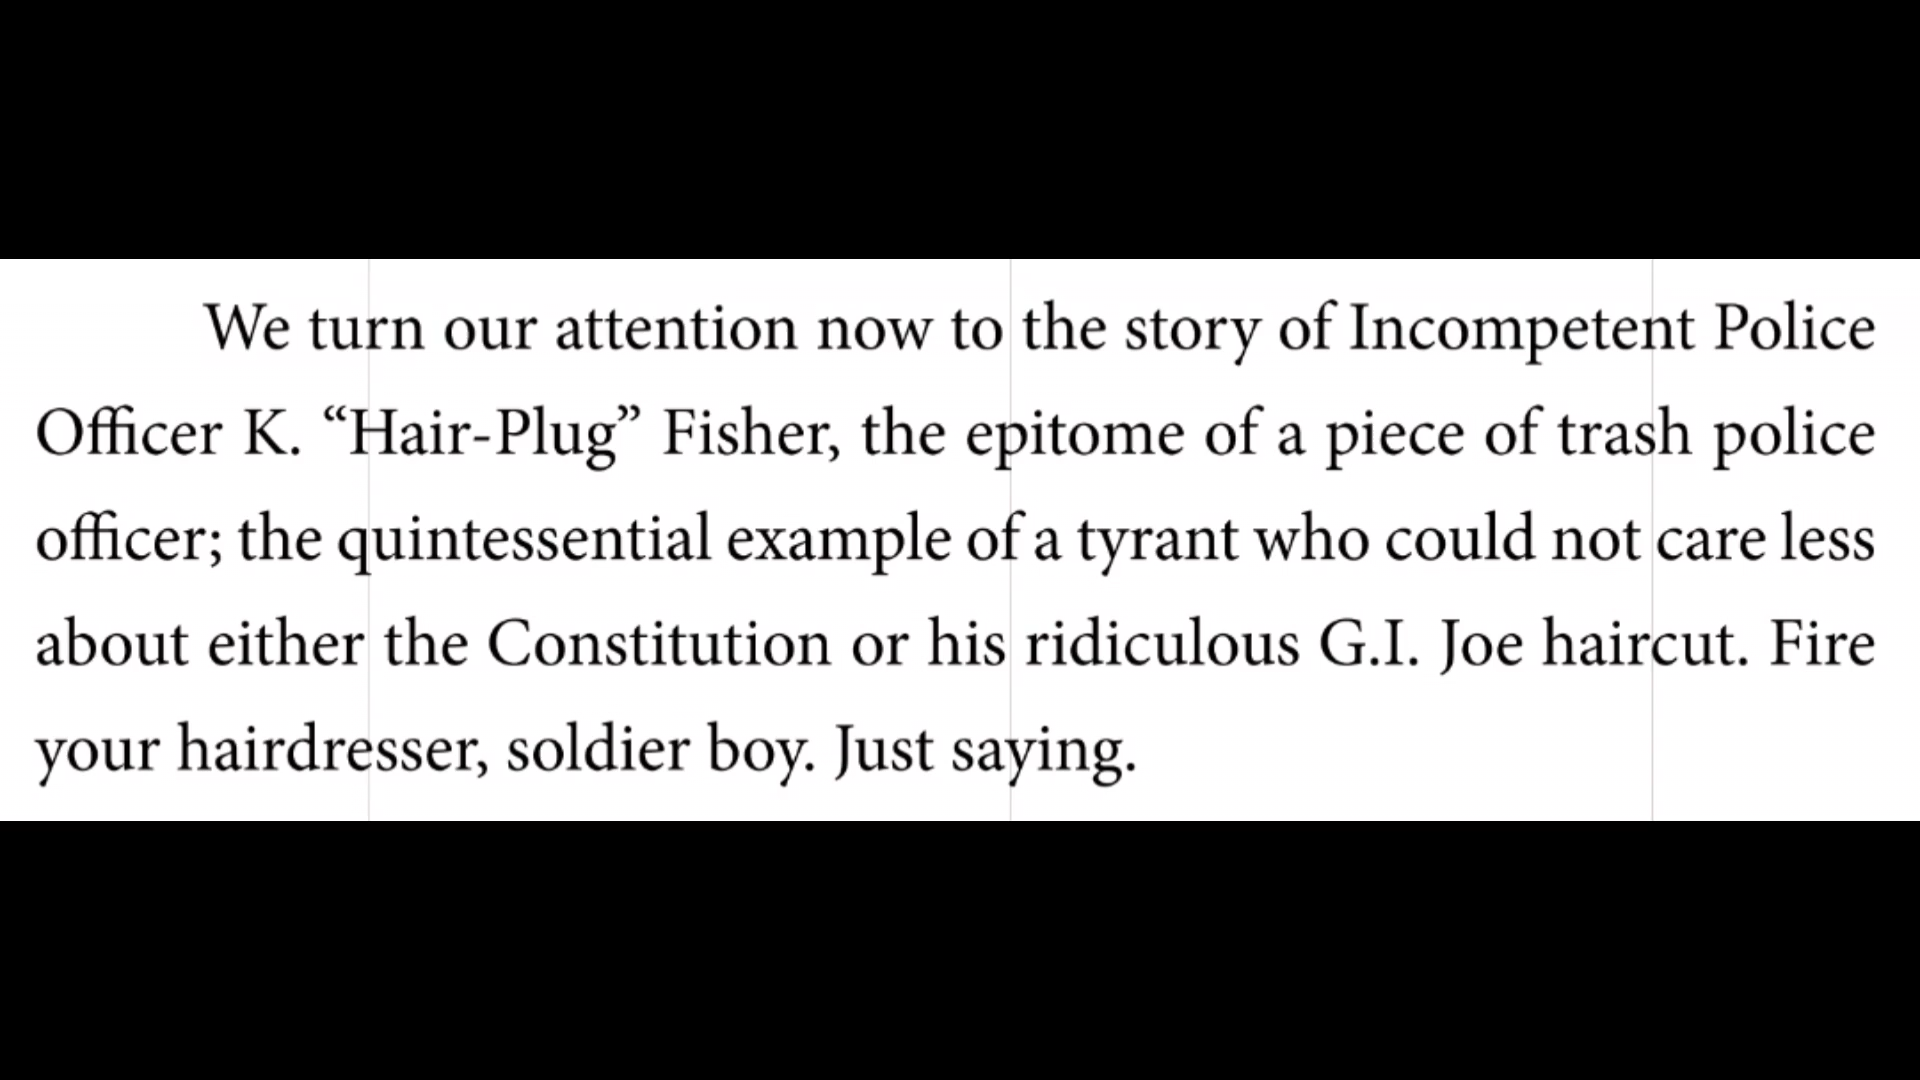 We turn our attention now to the story of Incompetent Police
Officer K. “Hair-Plug” Fisher, the epitome of a piece of trash police
officer; the quintessential example of a tyrant who could not care less
about either the Constitution or his ridiculous G.I. Joe haircut. Fire
your hairdresser, soldier boy. Just saying.